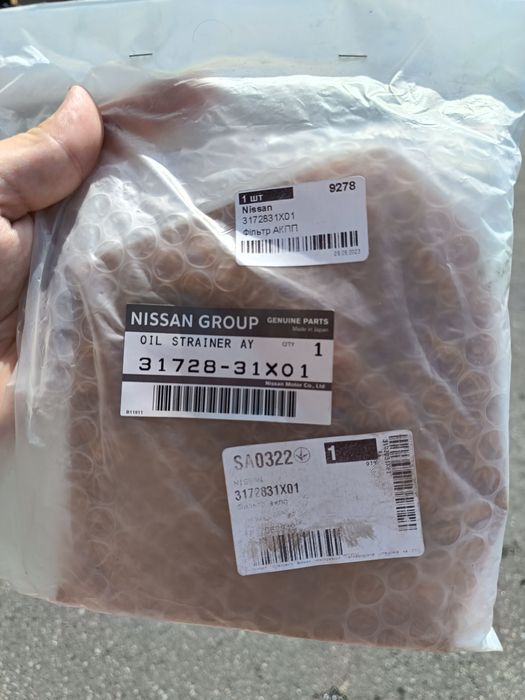 1 ШТ
9278
Nissan
3172831X01
Фільтр АКПП
NISSAN GROUP
GENUINE PARTS
Made in Japan
OIL STRAINER AY
QTY
1
31728-31X01
Nissan Motor Co., Ltd
SA0322
1
NISSAN
3172831X01